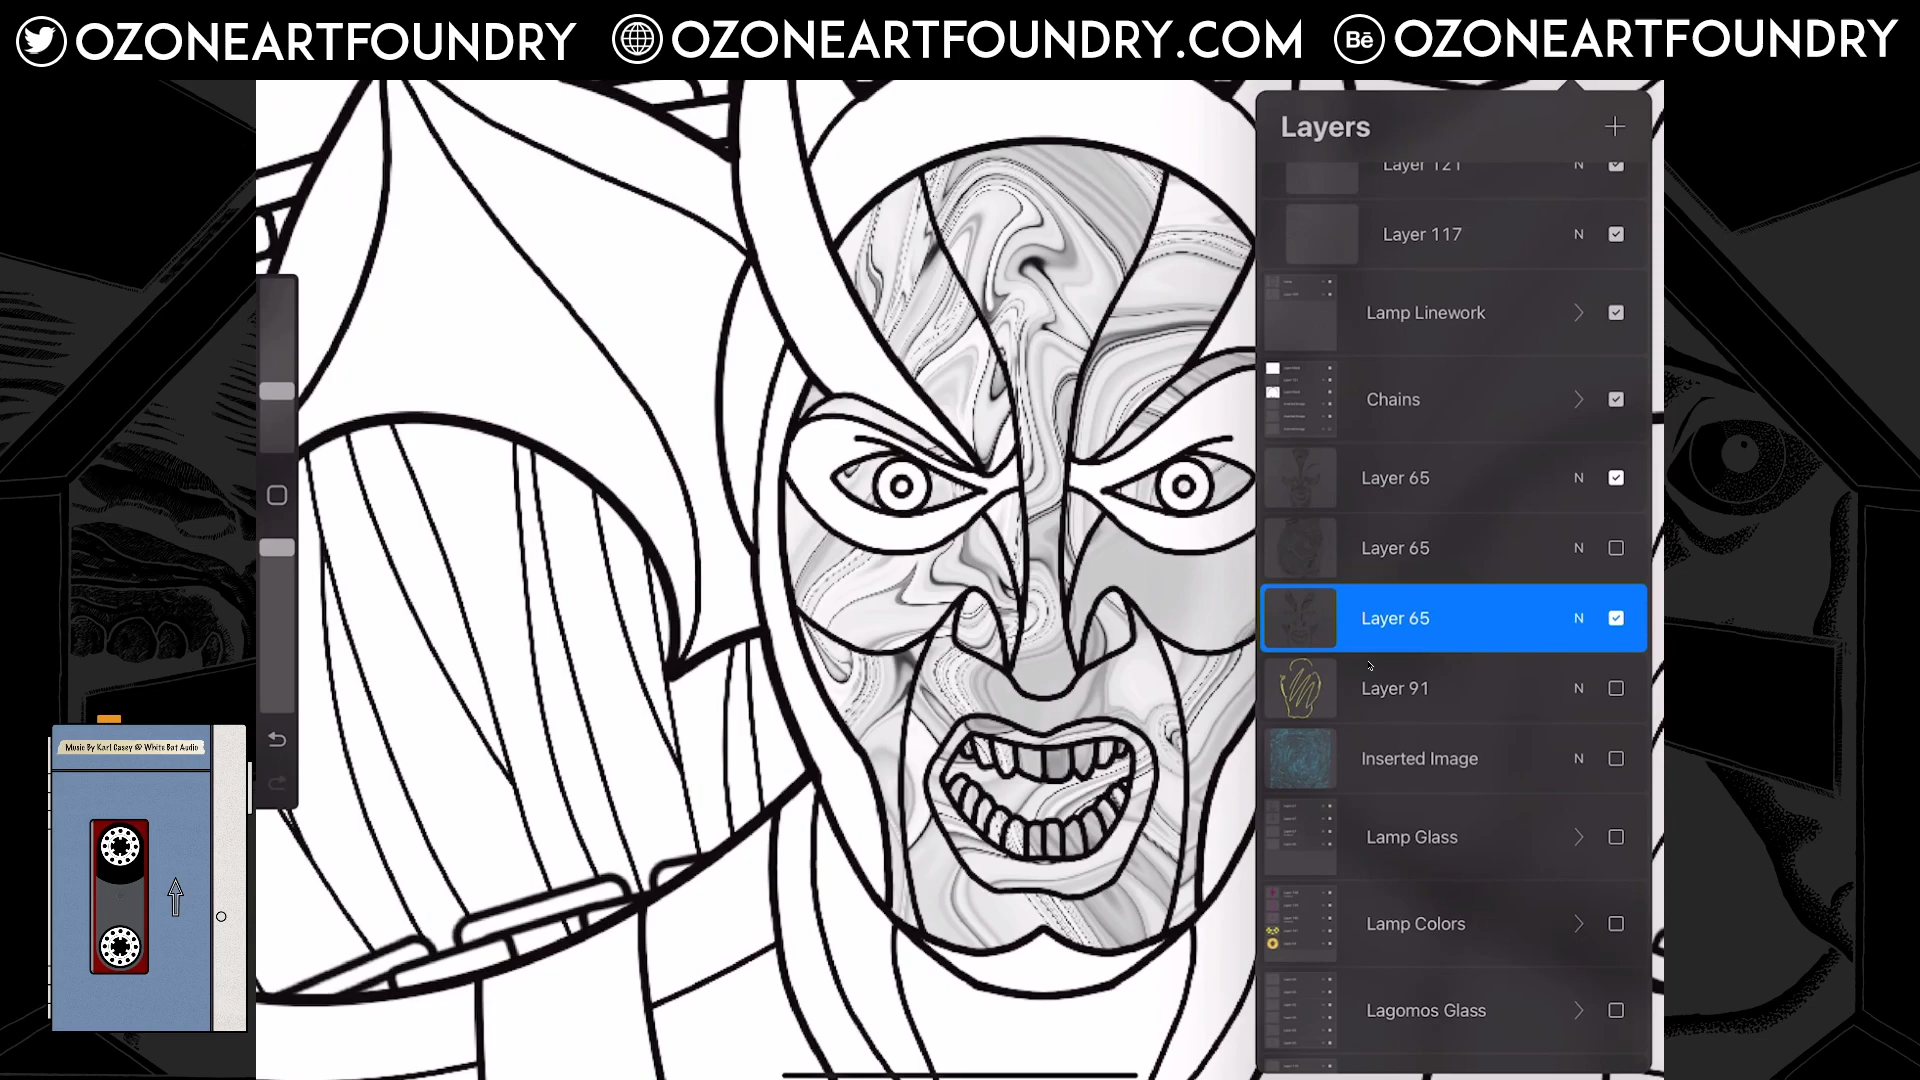 OZONEARTFOUNDRY
OZONEARTFOUNDRY.COM
Bē OZONEARTFOUNDRY
Layers
Layer 121 N
Layer 117 N
Lamp Linework
Chains
Layer 65 N
Layer 65 N
Layer 65 N
Layer 91 N
Inserted Image N
Lamp Glass
Lamp Colors
Lagomos Glass
Music By Karl Casey @ White Bat Audio